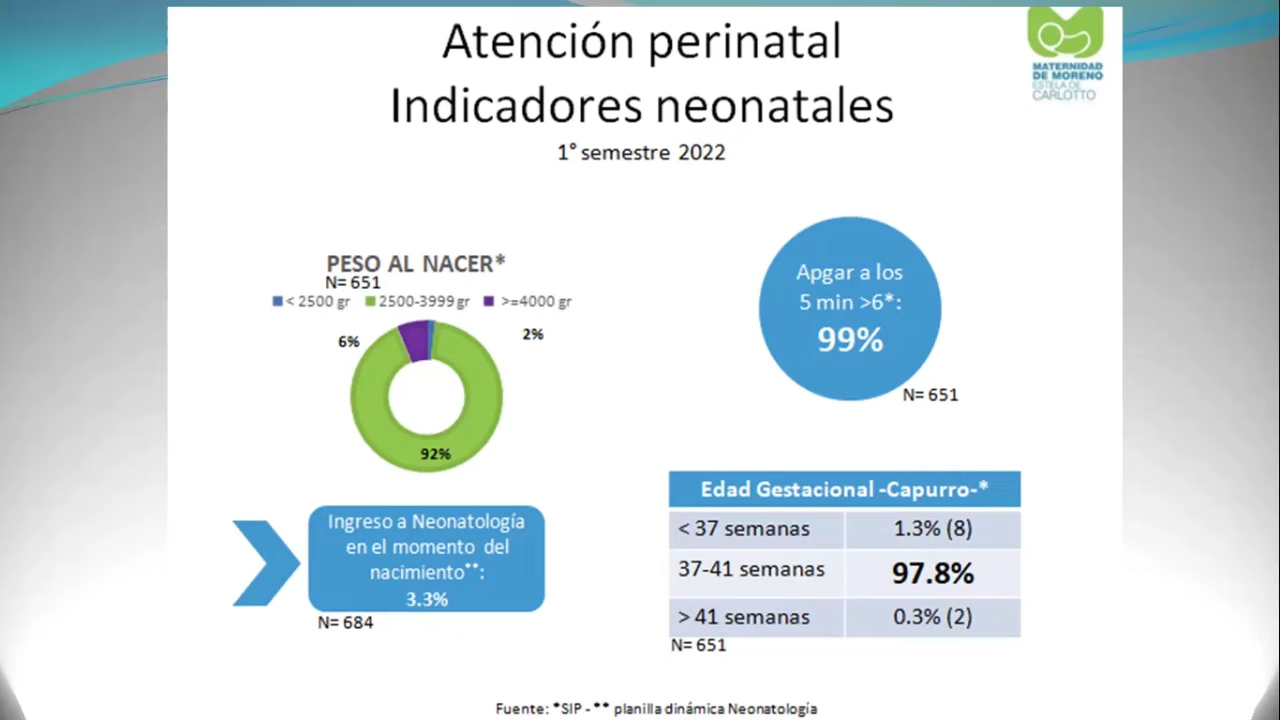 Atención perinatal
Indicadores neonatales
1° semestre 2022
MATERNIDAD
DE MORENO
ESTELA DE
CARLOTTO
PESO AL NACER*
N= 651
< 2500 gr 2500-3999 gr >=4000 gr
6%
2%
92%
Apgar a los
5 min >6*:
99%
N= 651
Ingreso a Neonatología
en el momento del
nacimiento**:
3.3%
N= 684
Edad Gestacional -Capurro-*
< 37 semanas 1.3% (8)
37-41 semanas 97.8%
> 41 semanas 0.3% (2)
N= 651
Fuente: *SIP - ** planilla dinámica Neonatología